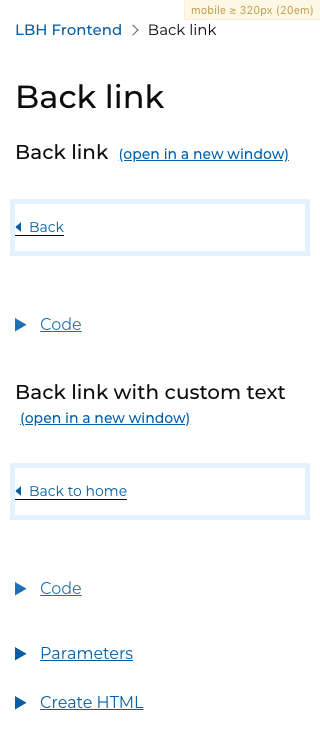 mobile ≥ 320px (20em)
LBH Frontend > Back link
Back link
Back link (open in a new window)
Back
Code
Back link with custom text
(open in a new window)
Back to home
Code
Parameters
Create HTML